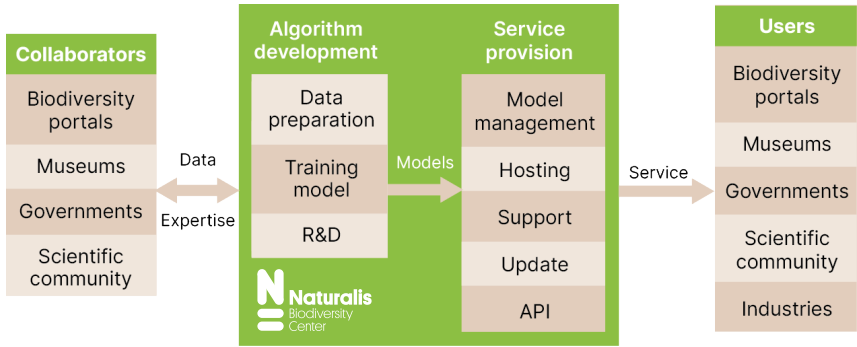 Collaborators
Biodiversity
portals
Museums
Governments
Scientific
community
Data
Expertise
Algorithm
development
Data
preparation
Training
model
R&D
Naturalis
Biodiversity
Center
Models
Service
provision
Model
management
Hosting
Support
Update
API
Service
Users
Biodiversity
portals
Museums
Governments
Scientific
community
Industries